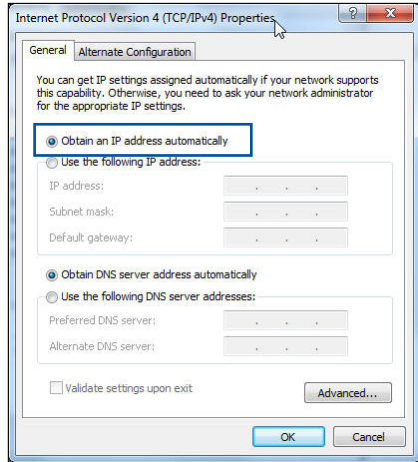 Internet Protocol Version 4 (TCP/IPv4) Properties
General
Alternate Configuration
You can get IP settings assigned automatically if your network supports
this capability. Otherwise, you need to ask your network administrator
for the appropriate IP settings.
Obtain an IP address automatically
Use the following IP address:
IP address:
Subnet mask:
Default gateway:
Obtain DNS server address automatically
Use the following DNS server addresses:
Preferred DNS server:
Alternate DNS server:
Validate settings upon exit
Advanced...
OK
Cancel